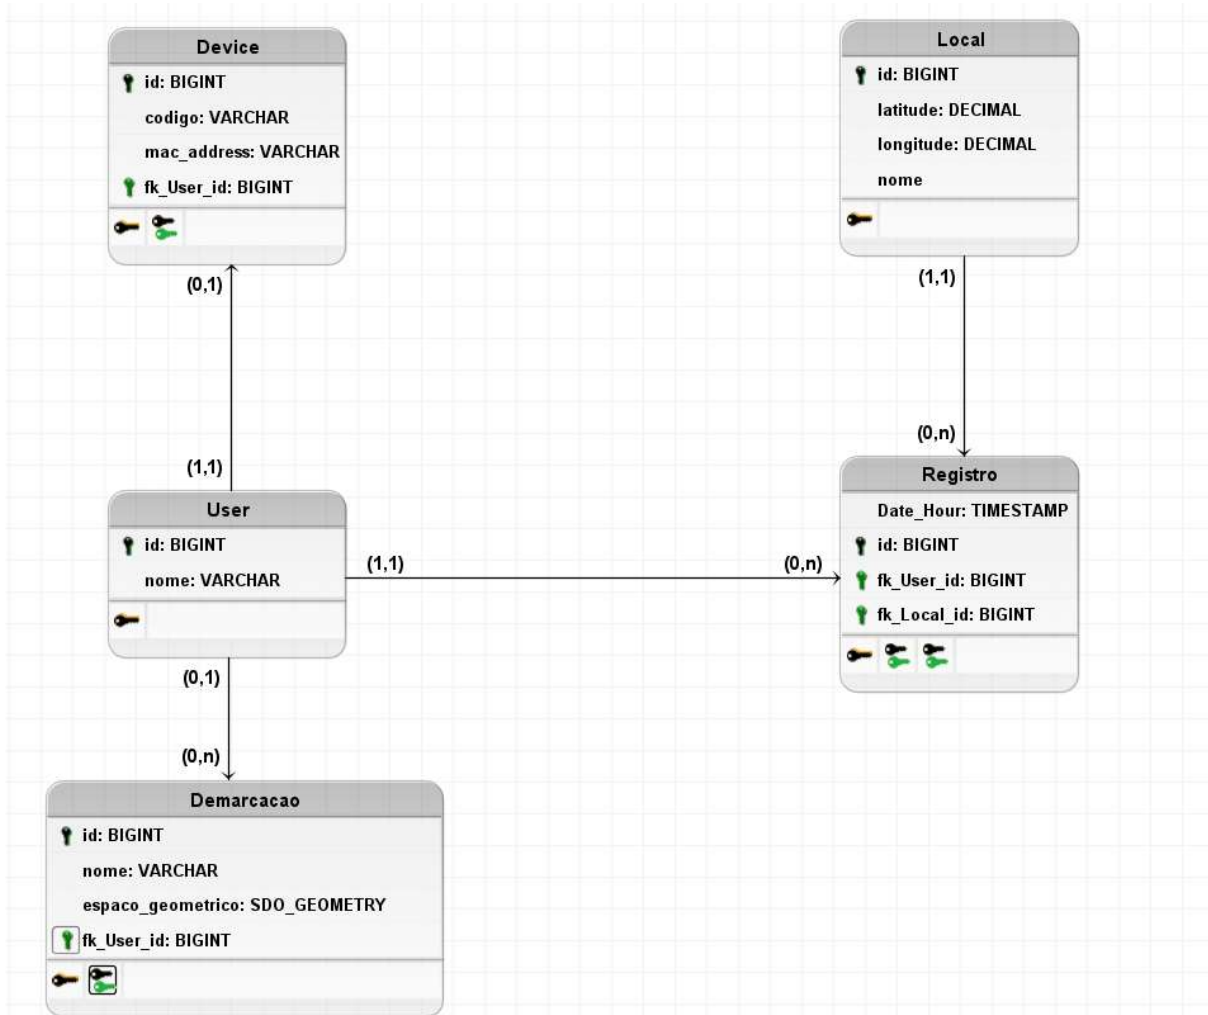 Device
id: BIGINT
codigo: VARCHAR
mac_address: VARCHAR
fk_User_id: BIGINT
(0,1)
(1,1)
User
id: BIGINT
nome: VARCHAR
(1,1)
(0,n)
(0,1)
(0,n)
Demarcacao
id: BIGINT
nome: VARCHAR
espaco_geometrico: SDO_GEOMETRY
fk_User_id: BIGINT
Local
id: BIGINT
latitude: DECIMAL
longitude: DECIMAL
nome
(1,1)
(0,n)
Registro
Date_Hour: TIMESTAMP
id: BIGINT
fk_User_id: BIGINT
fk_Local_id: BIGINT